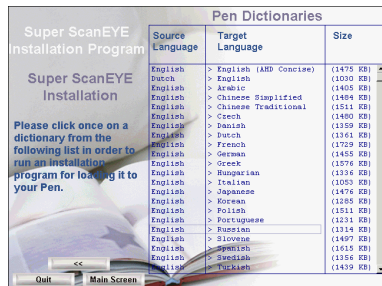 Pen Dictionaries
Super ScanEYE
Installation Program
Source Language Target Language Size
Super ScanEYE
Installation
Please click once on a
dictionary from the
following list in order to
run an installation
program for loading it to
your Pen.
English > English (AHD Concise) (1475 KB)
Dutch > English (1030 KB)
English > Arabic (1405 KB)
English > Chinese Simplified (1484 KB)
English > Chinese Traditional (1511 KB)
English > Czech (1480 KB)
English > Danish (1359 KB)
English > Dutch (1361 KB)
English > French (1729 KB)
English > German (1455 KB)
English > Greek (1576 KB)
English > Hungarian (1336 KB)
English > Italian (1053 KB)
English > Japanese (1476 KB)
English > Korean (1285 KB)
English > Polish (1511 KB)
English > Portuguese (1231 KB)
English > Russian (1314 KB)
English > Slovene (1497 KB)
English > Spanish (1615 KB)
English > Swedish (1356 KB)
English > Turkish (1439 KB)
<<
Quit Main Screen